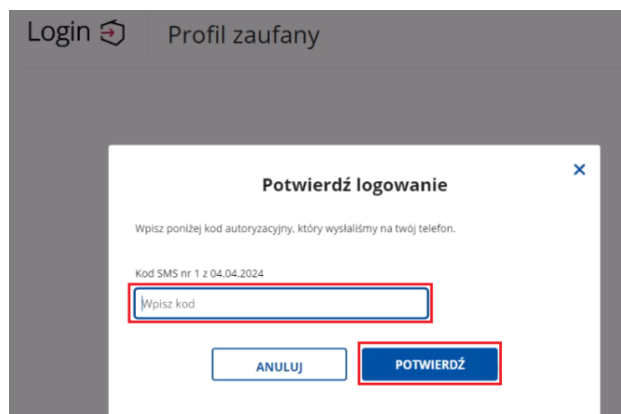 Login Profil zaufany
Potwierdź logowanie
Wpisz poniżej kod autoryzacyjny, który wysłaliśmy na twój telefon.
Kod SMS nr 1 z 04.04.2024
Wpisz kod
ANULUJ POTWIERDŹ